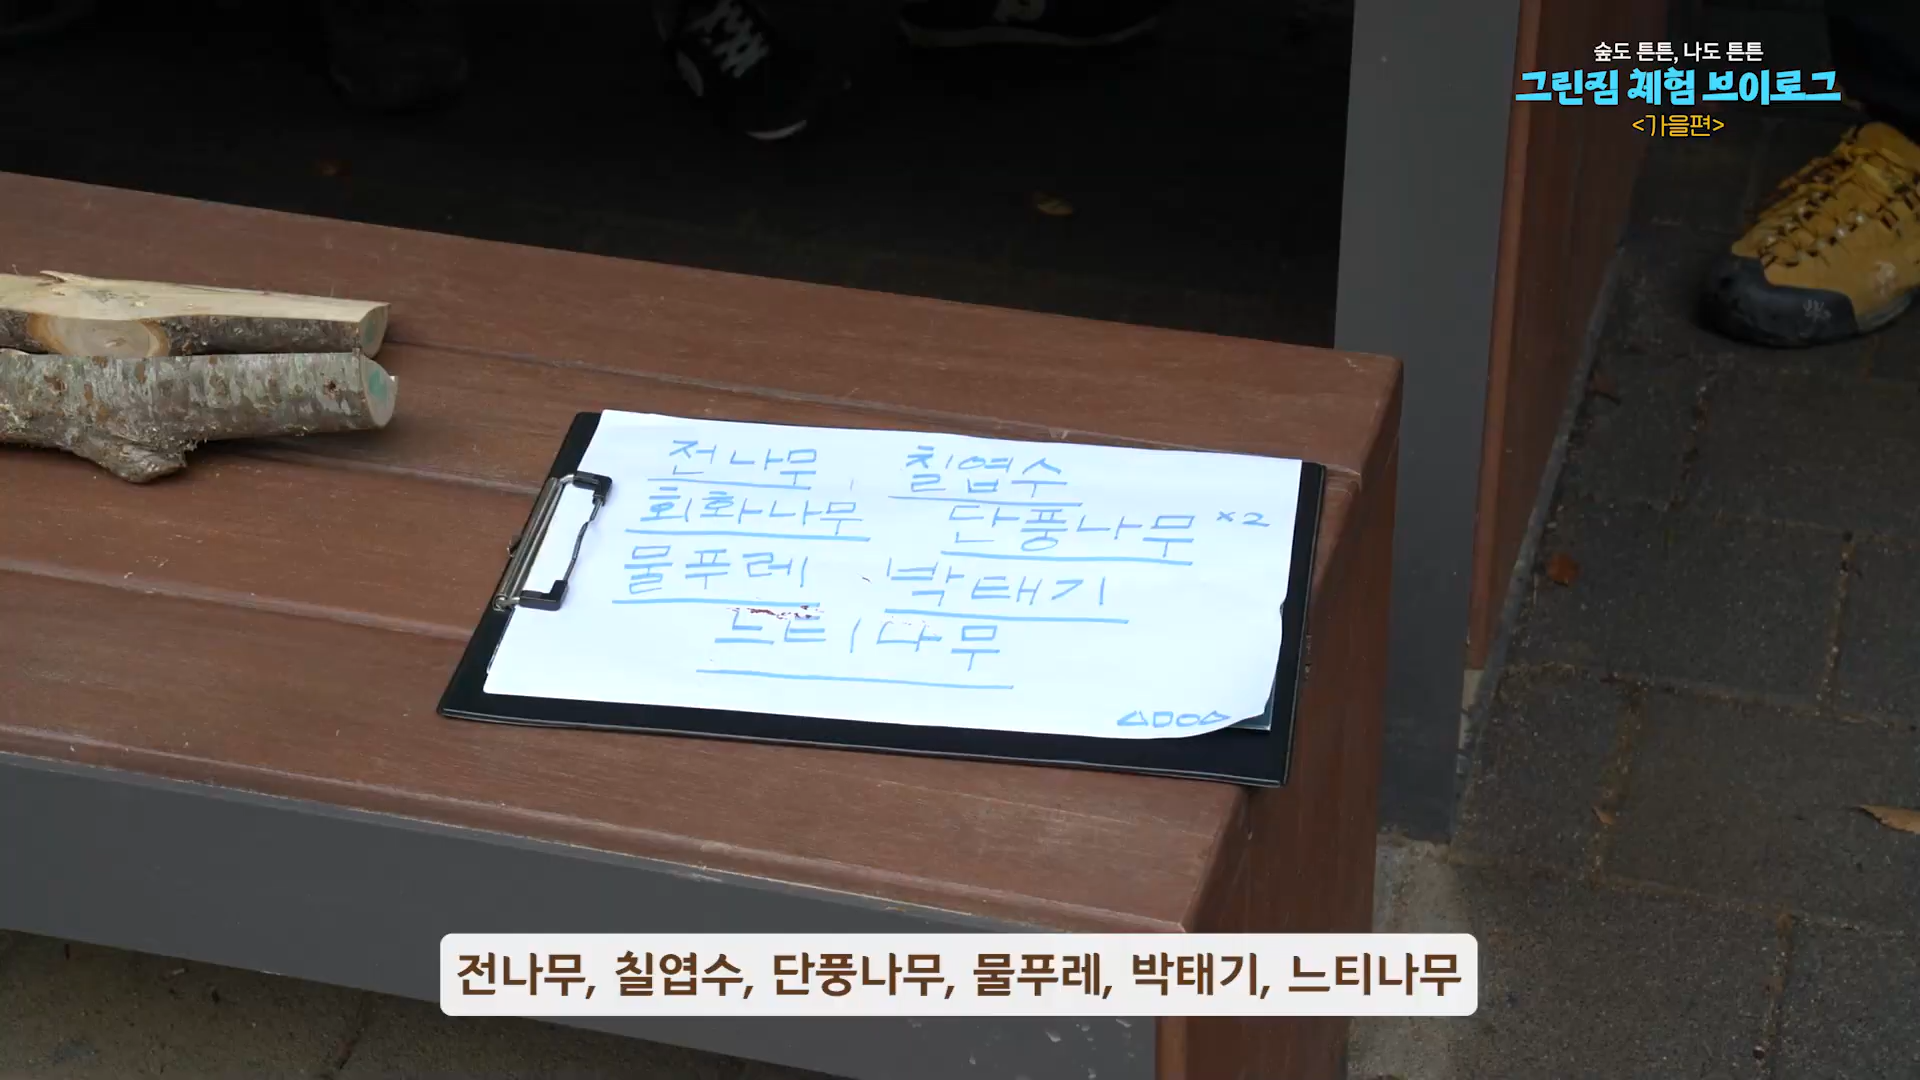 숲도 튼튼, 나도 튼튼
그린짐 체험 브이로그
<가을편>
전나무, 칠엽수
회화나무 단풍나무 x2
물푸레 박태기
느티나무
△□○△
전나무, 칠엽수, 단풍나무, 물푸레, 박태기, 느티나무